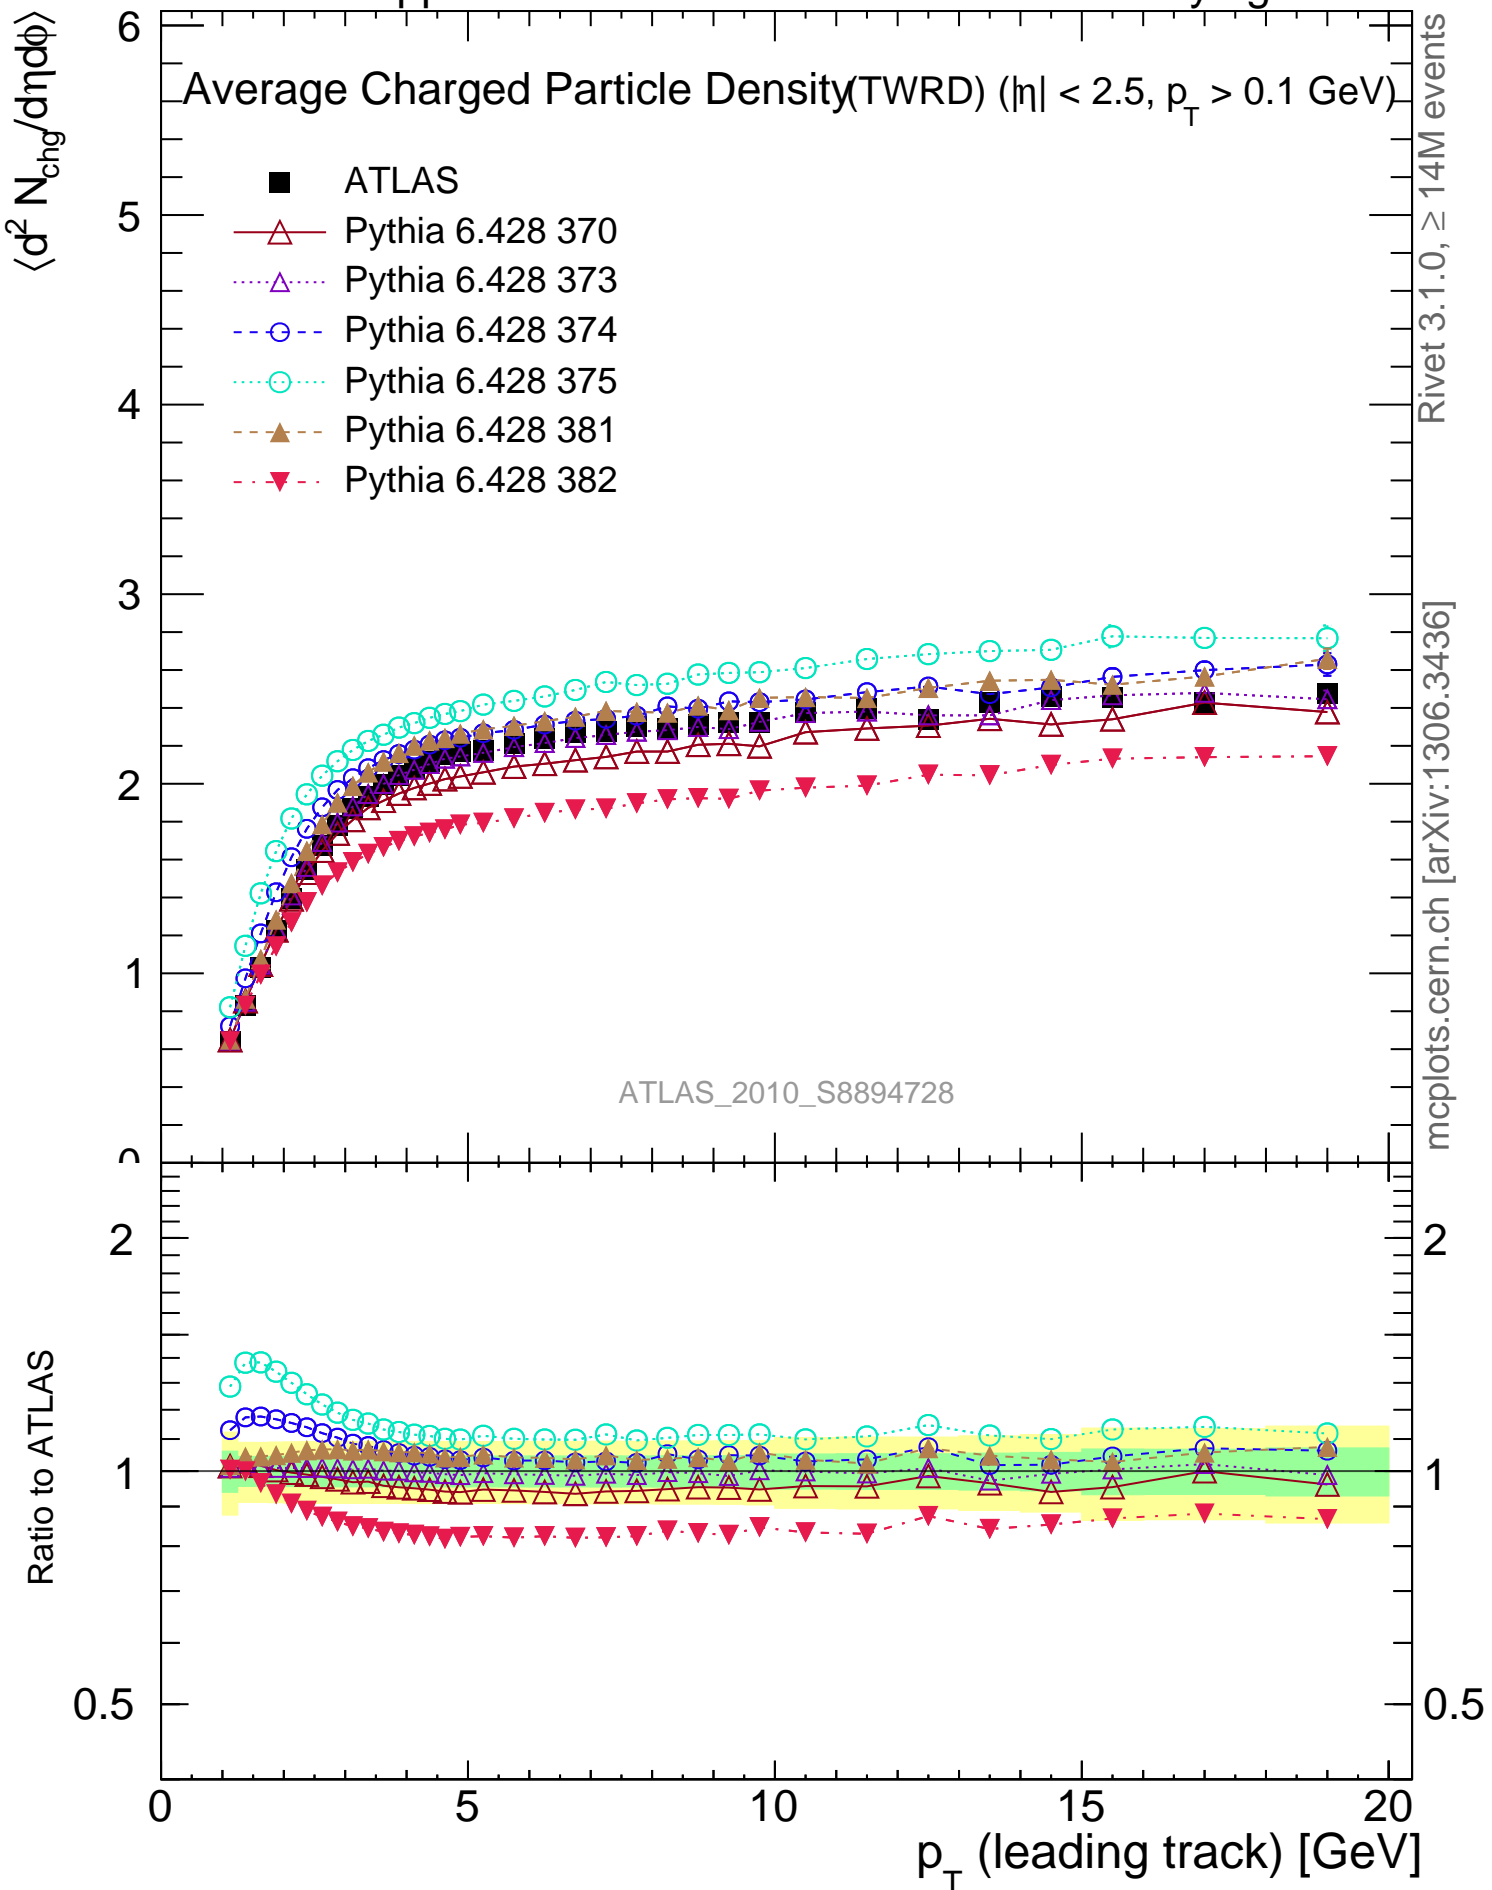 Average Charged Particle Density (TWRD) (|η| < 2.5, p_T > 0.1 GeV)
⟨d² N_chg/dηdϕ⟩
ATLAS
Pythia 6.428 370
Pythia 6.428 373
Pythia 6.428 374
Pythia 6.428 375
Pythia 6.428 381
Pythia 6.428 382
6
5
4
3
2
1
0
ATLAS_2010_S8894728
Rivet 3.1.0, ≥ 14M events
mcplots.cern.ch [arXiv:1306.3436]
Ratio to ATLAS
2
1
0.5
2
1
0.5
0 5 10 15 20
p_T (leading track) [GeV]